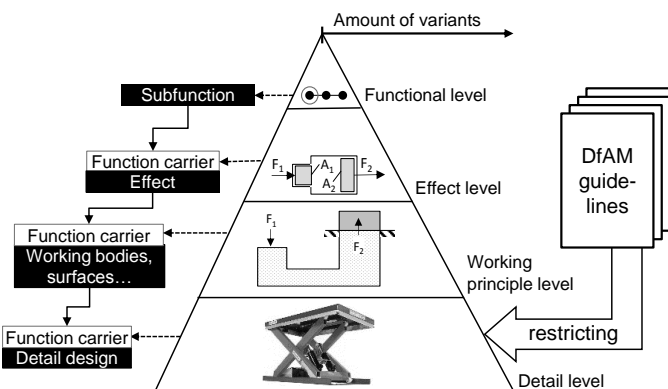 Amount of variants
Subfunction
Functional level
Function carrier
Effect
F1
A1
A2
F2
Effect level
Function carrier
Working bodies,
surfaces…
F1
F2
Working
principle level
Function carrier
Detail design
Detail level
DfAM
guide-
lines
restricting